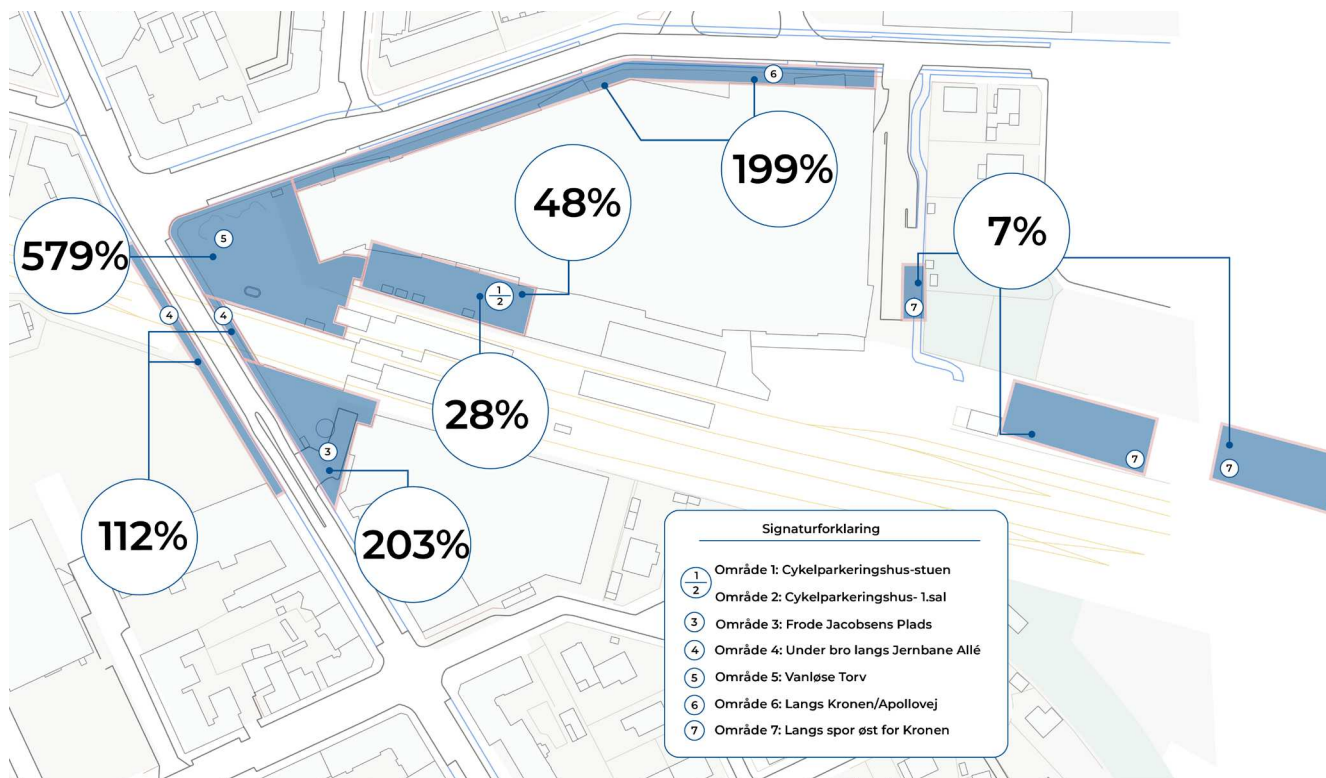 6
199%
48%
579%
5
7%
1
2
7
4
4
28%
3
7
7
112%
203%
Signaturforklaring
1
2
Område 1: Cykelparkeringshus-stuen
Område 2: Cykelparkeringshus- 1.sal
3 Område 3: Frode Jacobsens Plads
4 Område 4: Under bro langs Jernbane Allé
5 Område 5: Vanløse Torv
6 Område 6: Langs Kronen/Apollovej
7 Område 7: Langs spor øst for Kronen